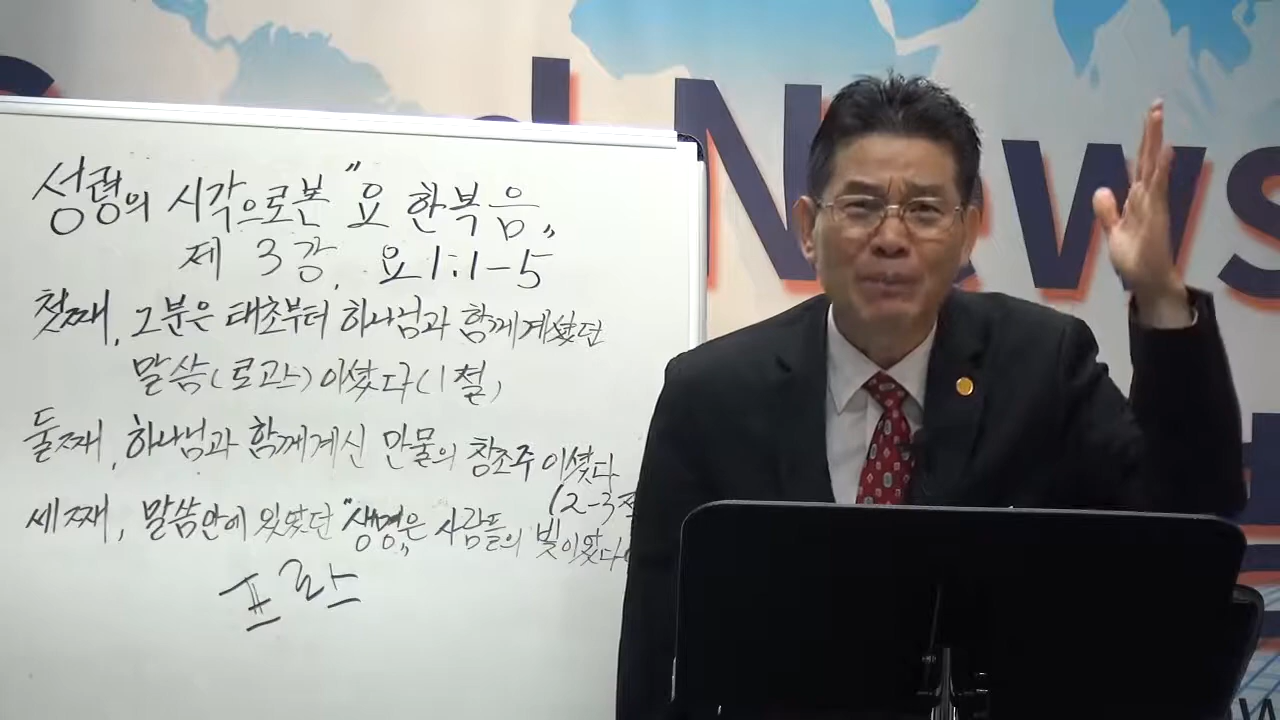 성령의 시각으로본 "요한복음„
제 3강. 요1:1-5
첫째, 그분은 태초부터 하나님과 함께계셨던
말씀(로고스)이셨다(1절)
둘째, 하나님과 함께계신 만물의 창조주이셨다
(2-3
세째, 말씀안에 있었던 "생명„은 사람들의 빛이었다
프로스
d News